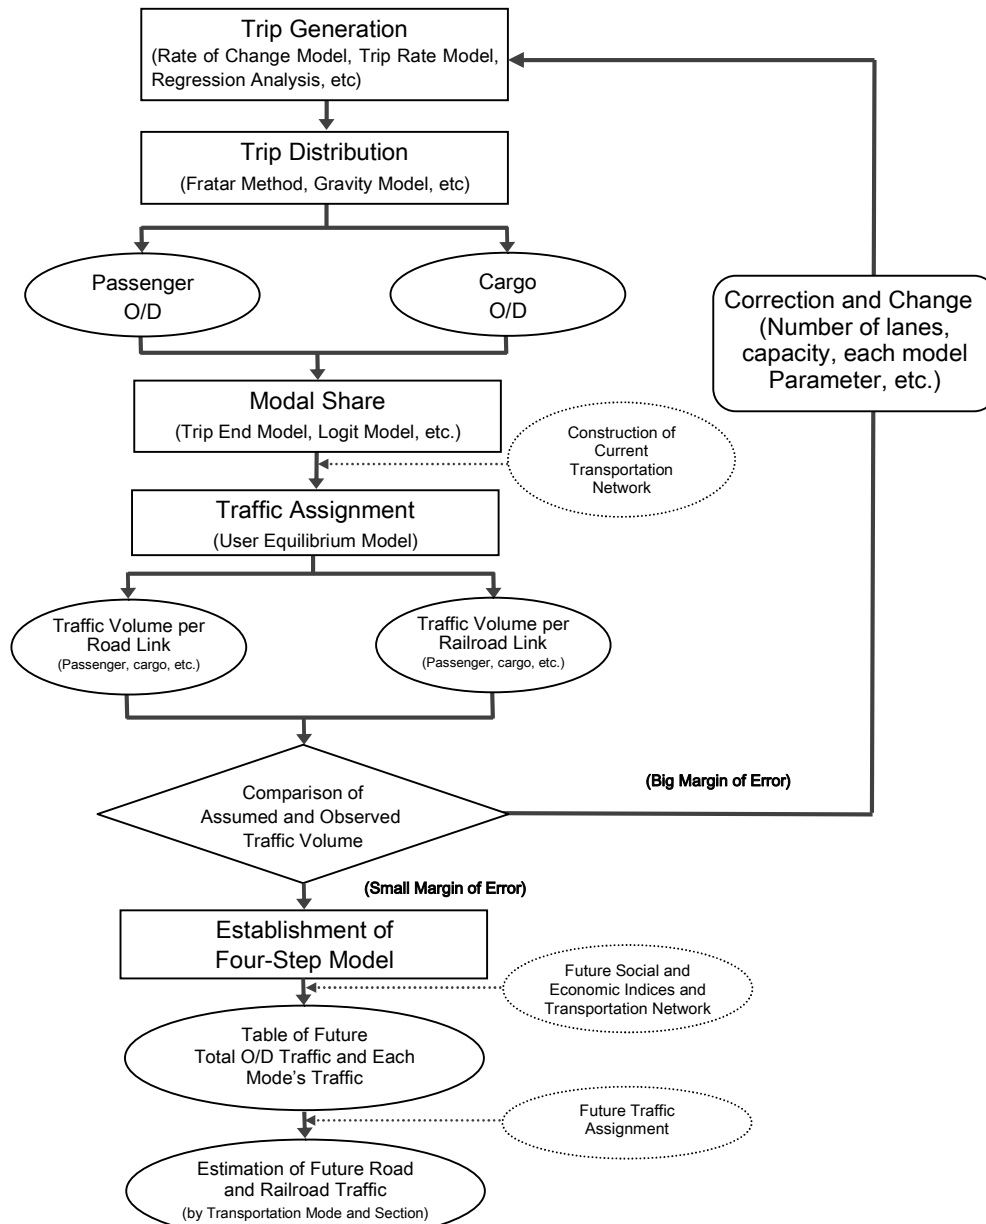 Trip Generation
(Rate of Change Model, Trip Rate Model,
Regression Analysis, etc)
Trip Distribution
(Fratar Method, Gravity Model, etc)
Passenger
O/D
Cargo
O/D
Correction and Change
(Number of lanes,
capacity, each model
Parameter, etc.)
Modal Share
(Trip End Model, Logit Model, etc.)
Construction of
Current
Transportation
Network
Traffic Assignment
(User Equilibrium Model)
Traffic Volume per
Road Link
(Passenger, cargo, etc.)
Traffic Volume per
Railroad Link
(Passenger, cargo, etc.)
Comparison of
Assumed and Observed
Traffic Volume
(Big Margin of Error)
(Small Margin of Error)
Establishment of
Four-Step Model
Future Social and
Economic Indices and
Transportation Network
Table of Future
Total O/D Traffic and Each
Mode's Traffic
Future Traffic
Assignment
Estimation of Future Road
and Railroad Traffic
(by Transportation Mode and Section)